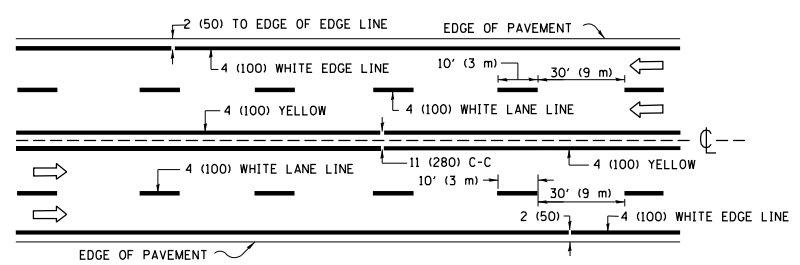 2 (50) TO EDGE OF EDGE LINE
EDGE OF PAVEMENT
4 (100) WHITE EDGE LINE
10' (3 m)
30' (9 m)
4 (100) YELLOW
4 (100) WHITE LANE LINE
℄
11 (280) C-C
4 (100) YELLOW
4 (100) WHITE LANE LINE
10' (3 m)
30' (9 m)
2 (50)
4 (100) WHITE EDGE LINE
EDGE OF PAVEMENT